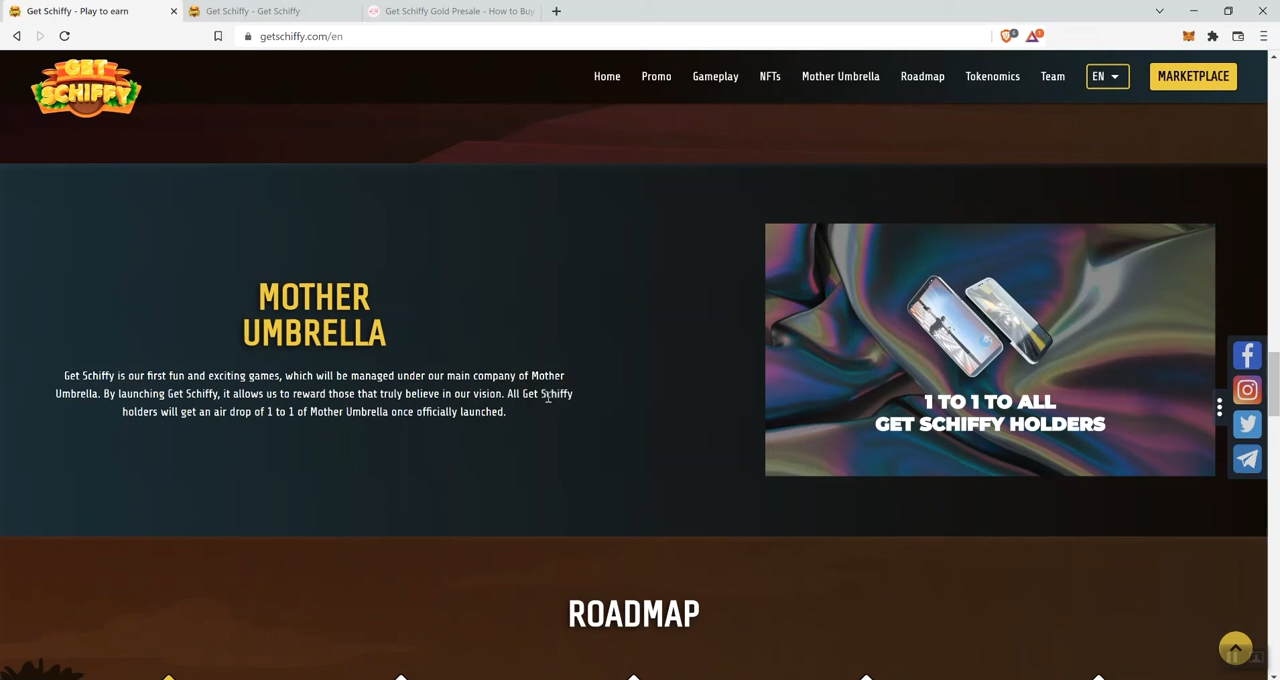 Get Schiffy - Play to earn
Get Schiffy - Get Schiffy
Get Schiffy Gold Presale - How to Buy
getschiffy.com/en
GET
SCHIFFY
Home
Promo
Gameplay
NFTs
Mother Umbrella
Roadmap
Tokenomics
Team
EN
MARKETPLACE
MOTHER
UMBRELLA
Get Schiffy is our first fun and exciting games, which will be managed under our main company of Mother
Umbrella. By launching Get Schiffy, it allows us to reward those that truly believe in our vision. All Get Schiffy
holders will get an air drop of 1 to 1 of Mother Umbrella once officially launched.
1 TO 1 TO ALL
GET SCHIFFY HOLDERS
ROADMAP